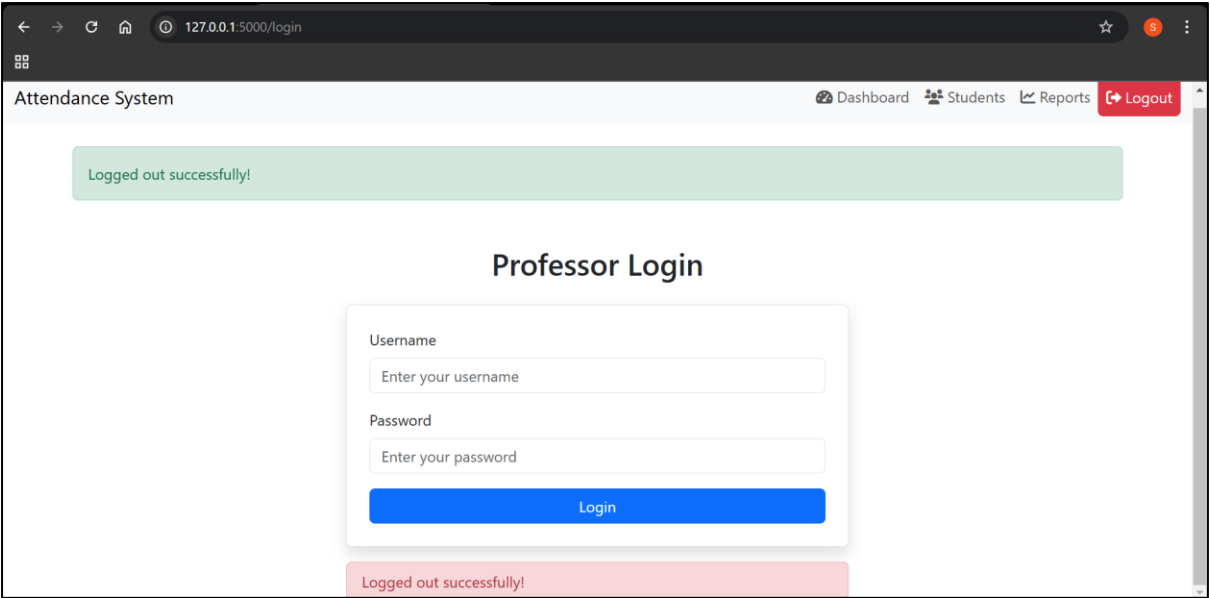 127.0.0.1:5000/login
S
Attendance System Dashboard Students Reports Logout
Logged out successfully!
Professor Login
Username
Enter your username
Password
Enter your password
Login
Logged out successfully!